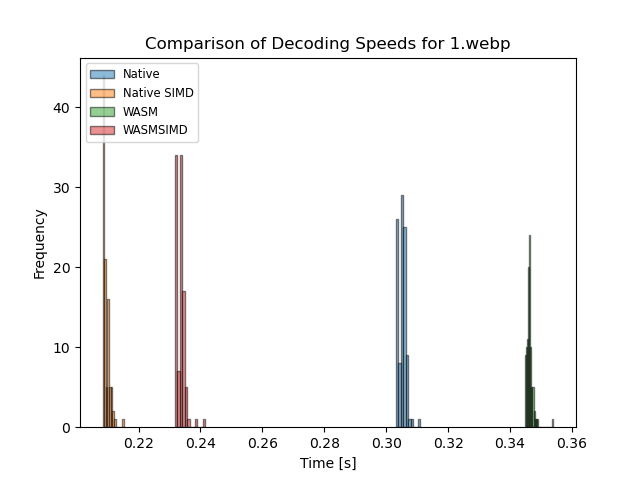 Comparison of Decoding Speeds for 1.webp
Native
Native SIMD
WASM
WASMSIMD
Frequency
40
30
20
10
0
0.22 0.24 0.26 0.28 0.30 0.32 0.34 0.36
Time [s]